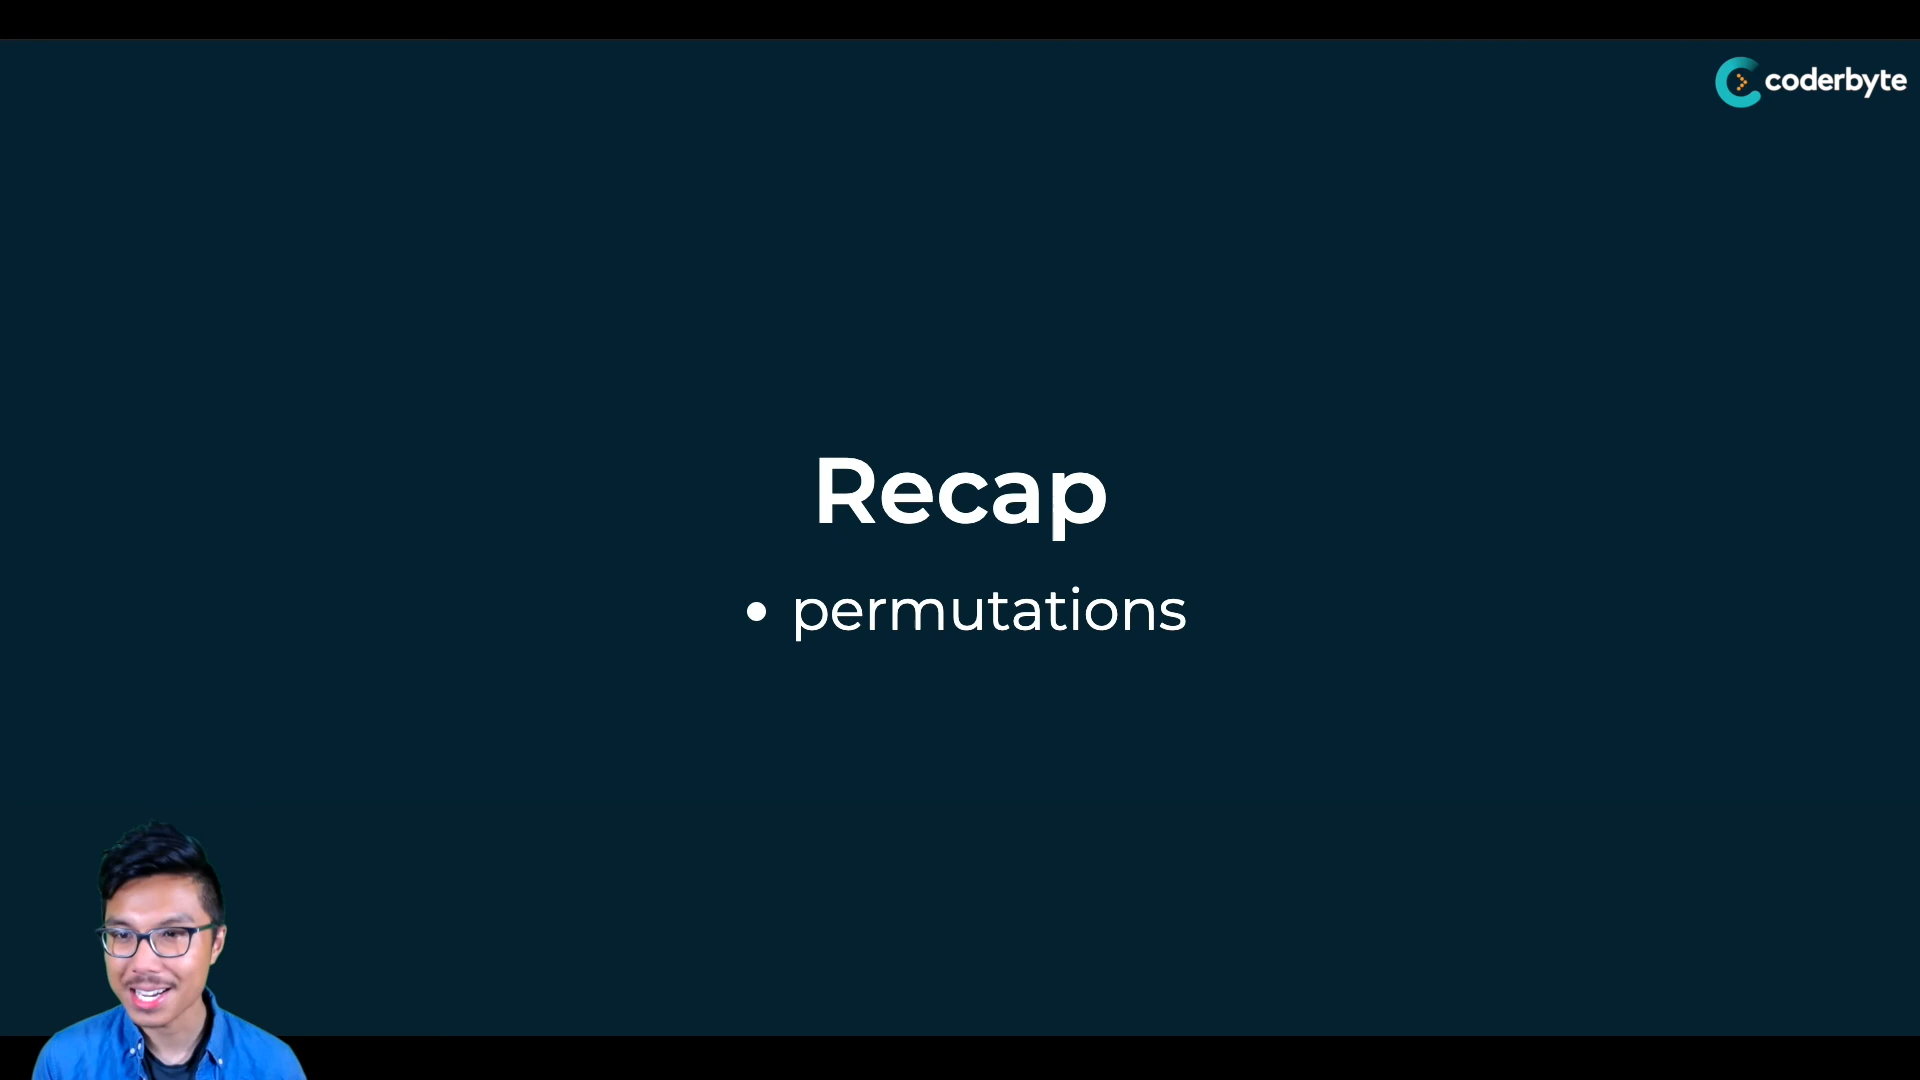 coderbyte
Recap
• permutations